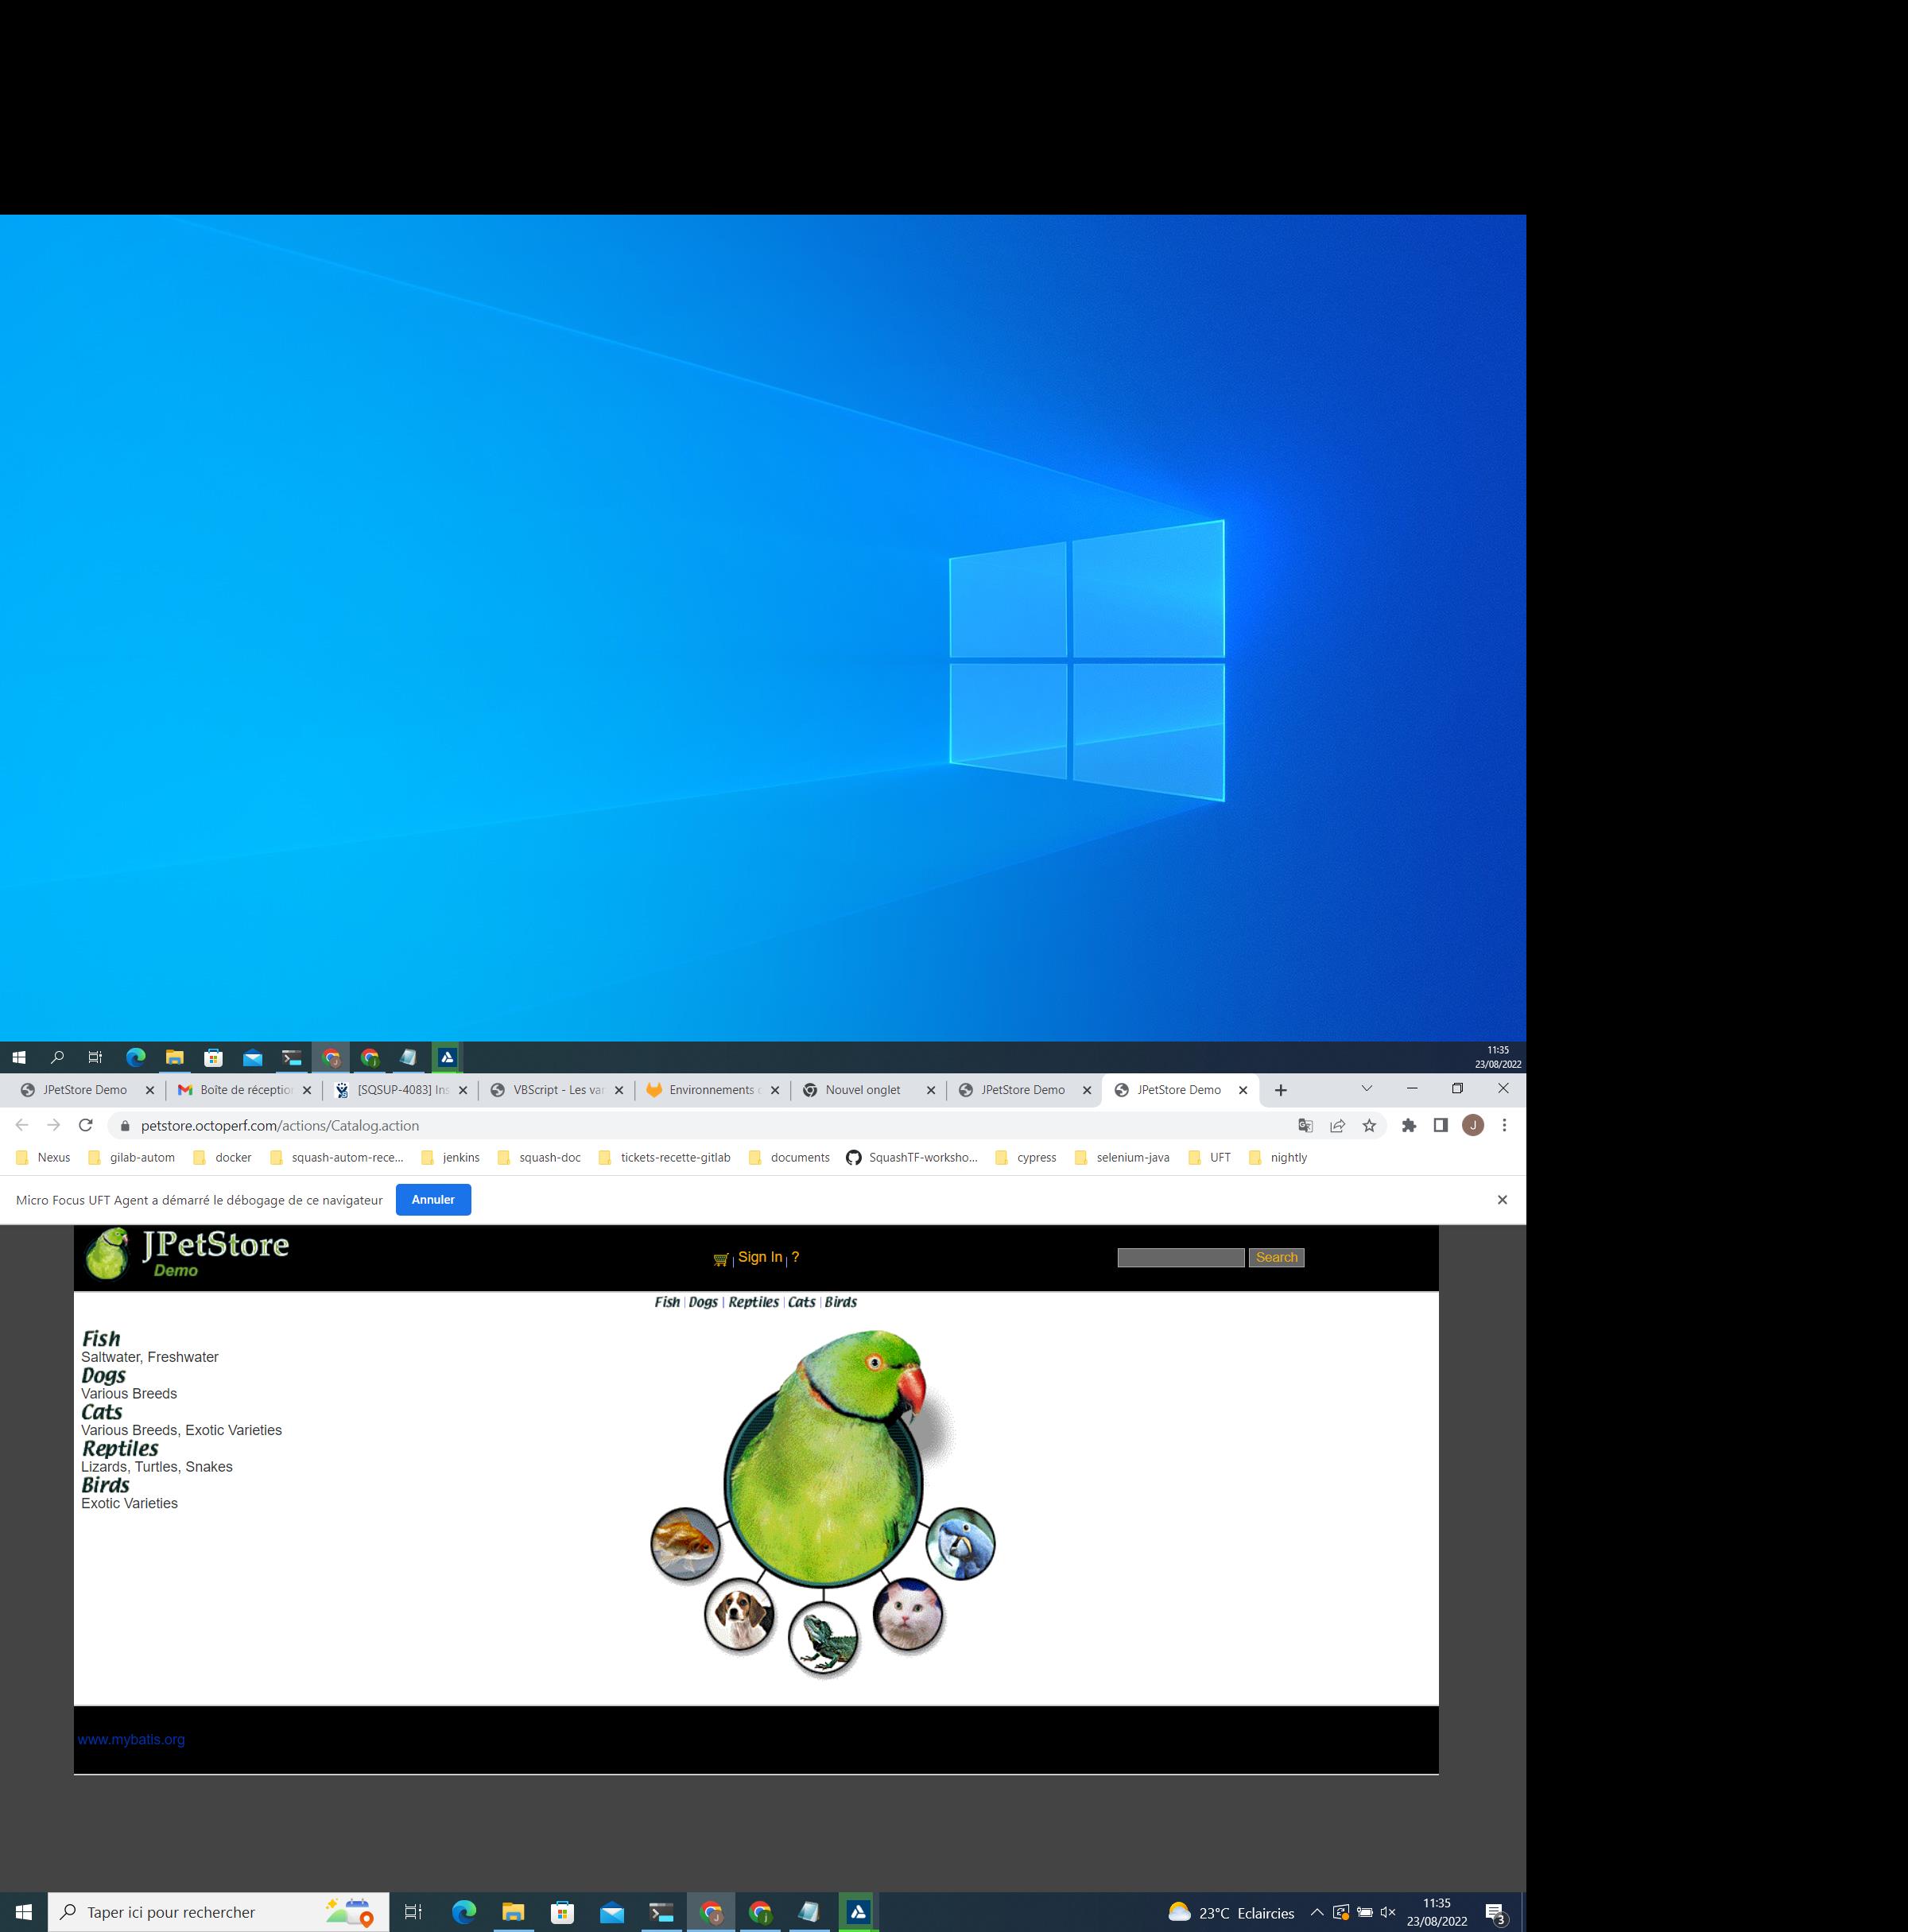 11:35
23/08/2022
JPetStore Demo
Boîte de réception
[SQSUP-4083] Ins
VBScript - Les var
Environnements
Nouvel onglet
JPetStore Demo
JPetStore Demo
petstore.octoperf.com/actions/Catalog.action
J
Nexus
gilab-autom
docker
squash-autom-rece...
jenkins
squash-doc
tickets-recette-gitlab
documents
SquashTF-worksho...
cypress
selenium-java
UFT
nightly
Micro Focus UFT Agent a démarré le débogage de ce navigateur
Annuler
JPetStore
Demo
Sign In | ?
Search
Fish | Dogs | Reptiles | Cats | Birds
Fish
Saltwater, Freshwater
Dogs
Various Breeds
Cats
Various Breeds, Exotic Varieties
Reptiles
Lizards, Turtles, Snakes
Birds
Exotic Varieties
www.mybatis.org
Taper ici pour rechercher
23°C Eclaircies
11:35
23/08/2022
3